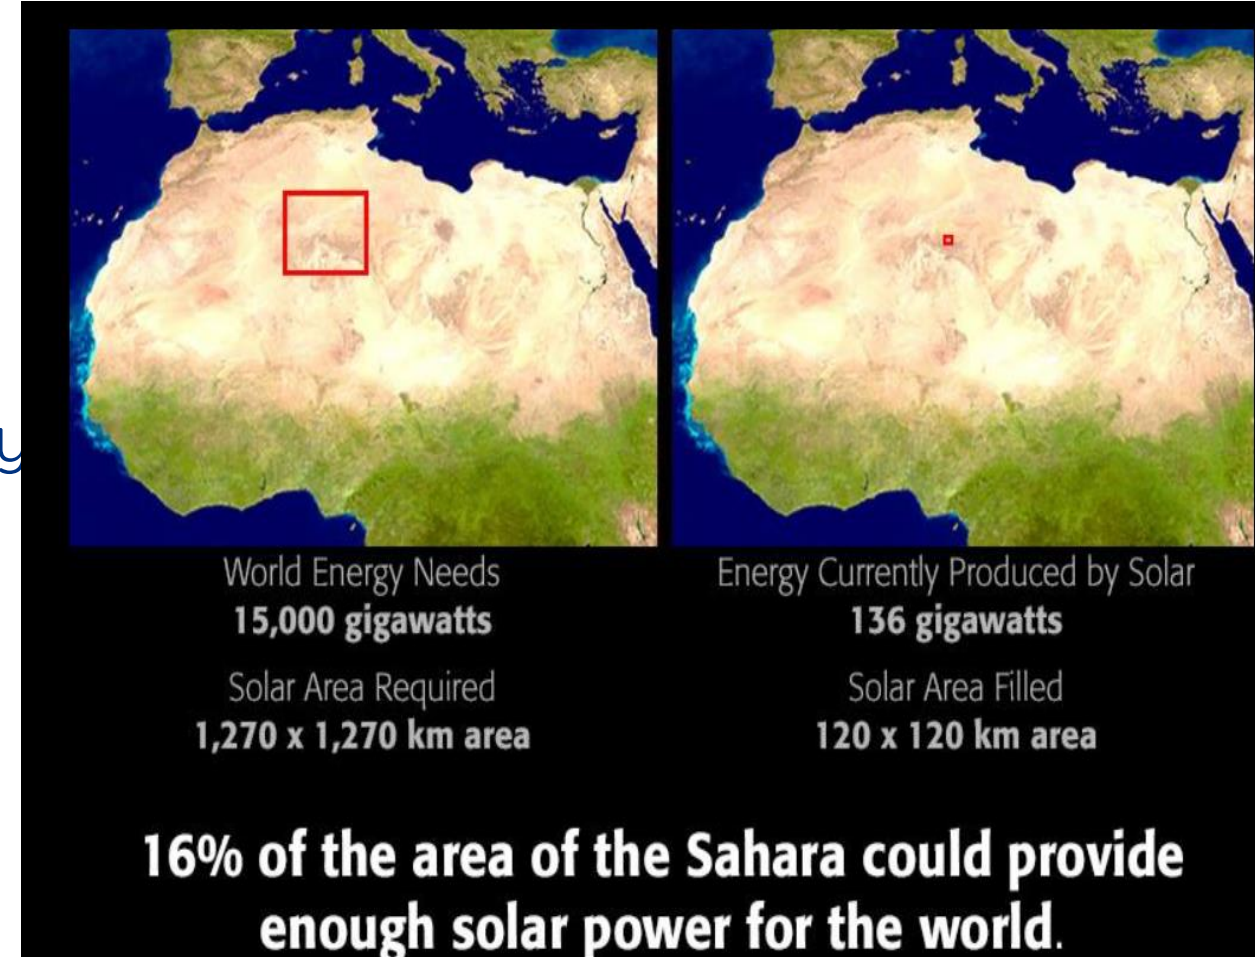 y
World Energy Needs
15,000 gigawatts
Solar Area Required
1,270 x 1,270 km area
Energy Currently Produced by Solar
136 gigawatts
Solar Area Filled
120 x 120 km area
16% of the area of the Sahara could provide
enough solar power for the world.